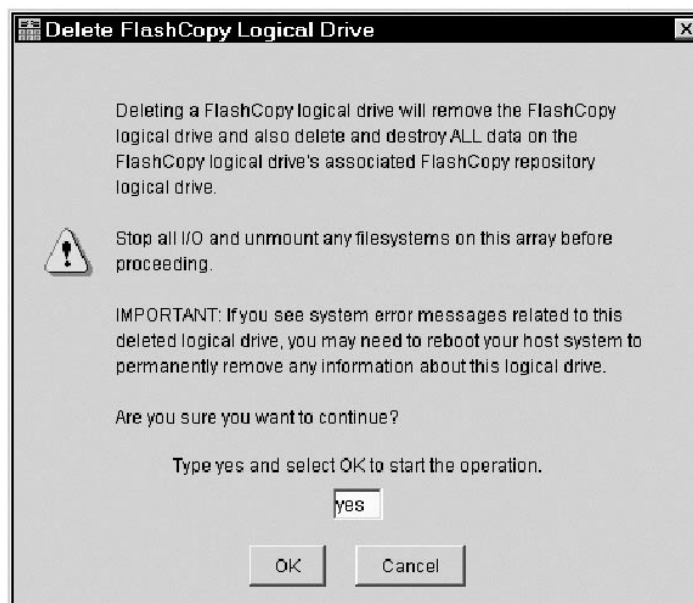 Delete FlashCopy Logical Drive
Deleting a FlashCopy logical drive will remove the FlashCopy
logical drive and also delete and destroy ALL data on the
FlashCopy logical drive's associated FlashCopy repository
logical drive.
Stop all I/O and unmount any filesystems on this array before
proceeding.
IMPORTANT: If you see system error messages related to this
deleted logical drive, you may need to reboot your host system to
permanently remove any information about this logical drive.
Are you sure you want to continue?
Type yes and select OK to start the operation.
yes
OK
Cancel